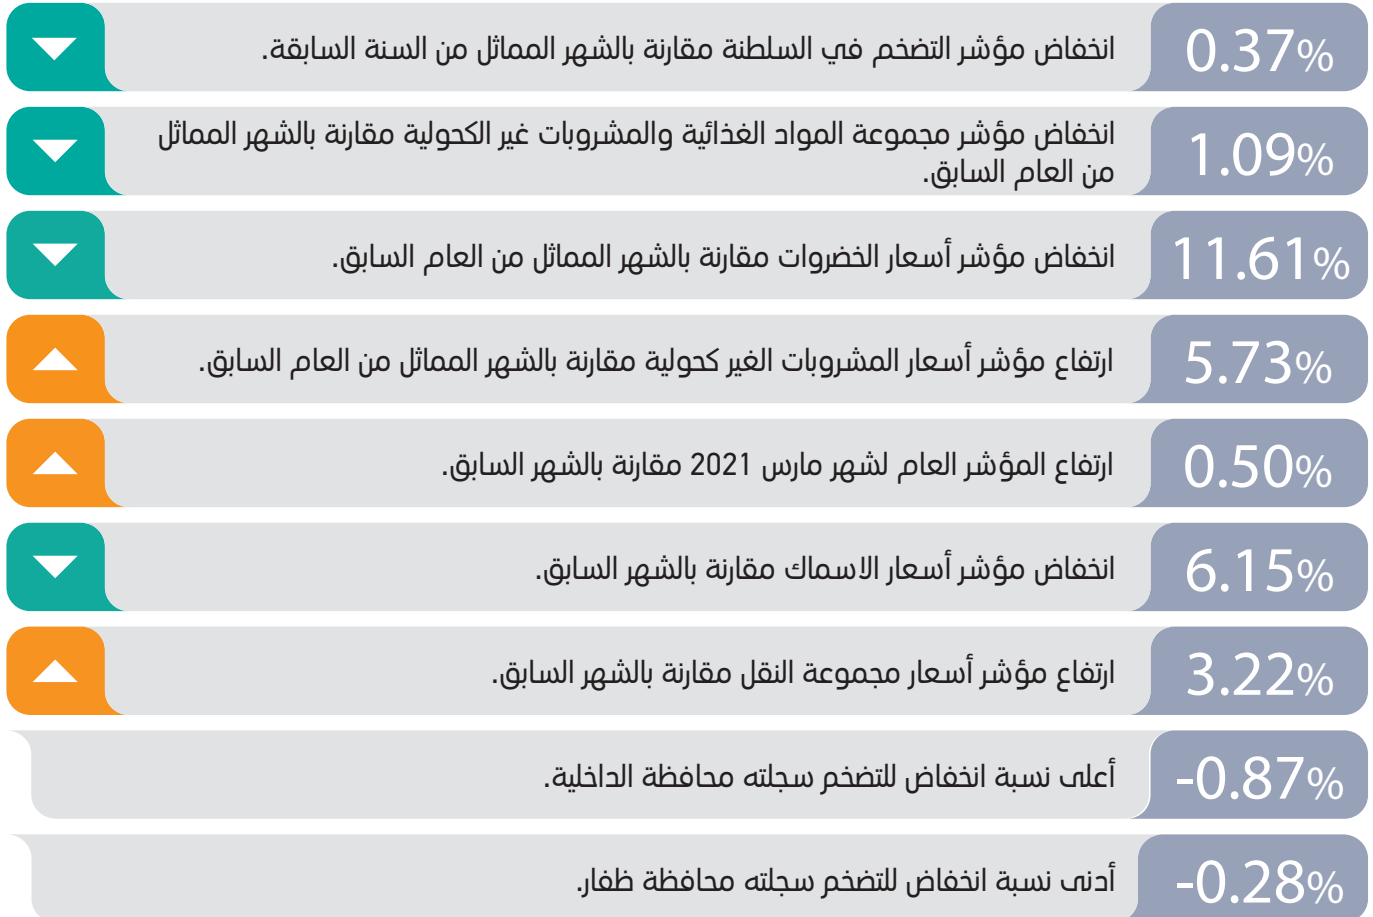 0.37%
انخفاض مؤشر التضخم في السلطنة مقارنة بالشهر المماثل من السنة السابقة.
1.09%
انخفاض مؤشر مجموعة المواد الغذائية والمشروبات غير الكحولية مقارنة بالشهر المماثل
من العام السابق.
11.61%
انخفاض مؤشر أسعار الخضروات مقارنة بالشهر المماثل من العام السابق.
5.73%
ارتفاع مؤشر أسعار المشروبات الغير كحولية مقارنة بالشهر المماثل من العام السابق.
0.50%
ارتفاع المؤشر العام لشهر مارس 2021 مقارنة بالشهر السابق.
6.15%
انخفاض مؤشر أسعار الاسماك مقارنة بالشهر السابق.
3.22%
ارتفاع مؤشر أسعار مجموعة النقل مقارنة بالشهر السابق.
-0.87%
أعلى نسبة انخفاض للتضخم سجلته محافظة الداخلية.
-0.28%
أدنى نسبة انخفاض للتضخم سجلته محافظة ظفار.